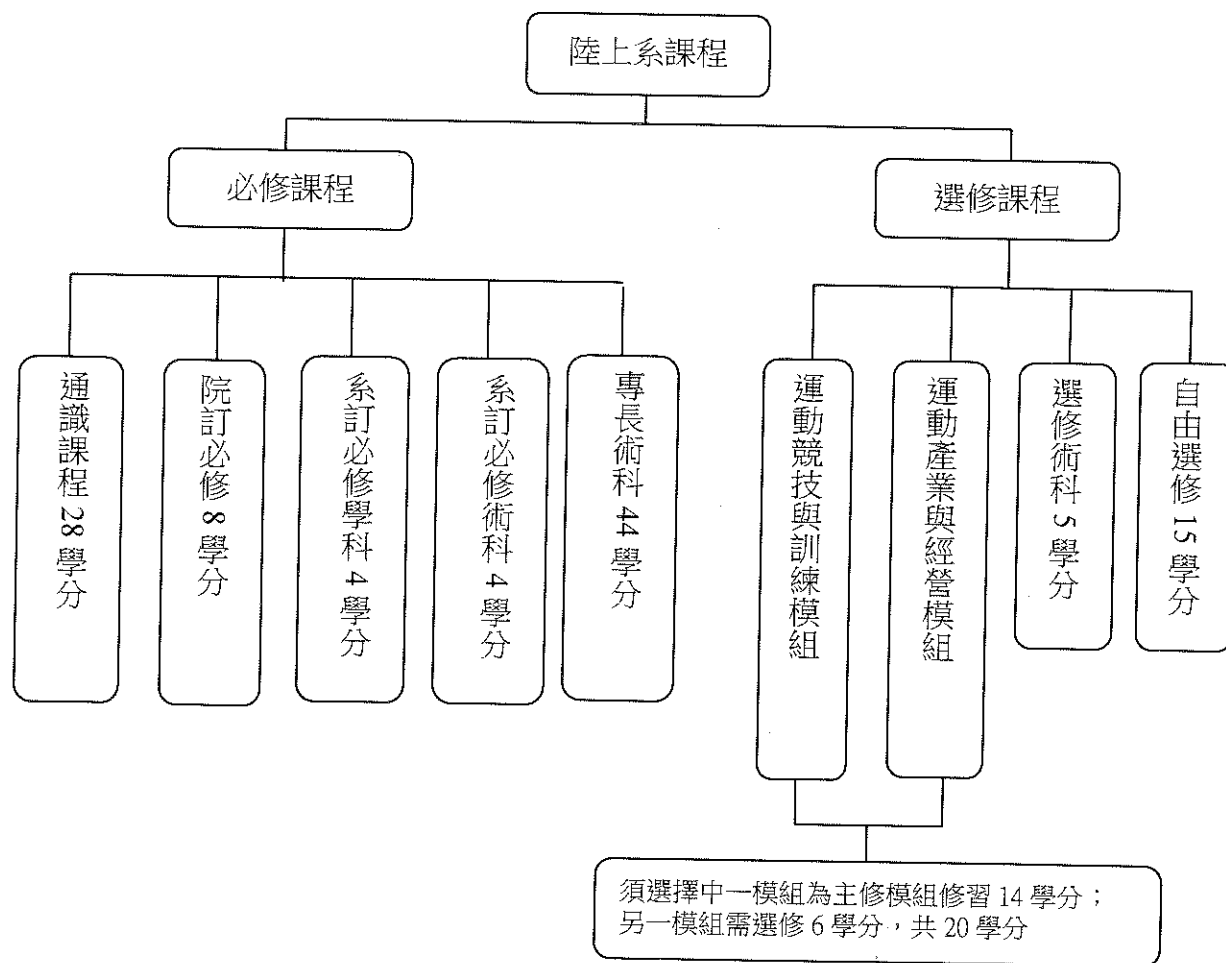 陸上系課程
必修課程
選修課程
通識課程 28 學分
院訂必修 8 學分
系訂必修學科 4 學分
系訂必修術科 4 學分
專長術科 44 學分
運動競技與訓練模組
運動產業與經營模組
選修術科 5 學分
自由選修 15 學分
須選擇中一模組為主修模組修習 14 學分；
另一模組需選修 6 學分，共 20 學分